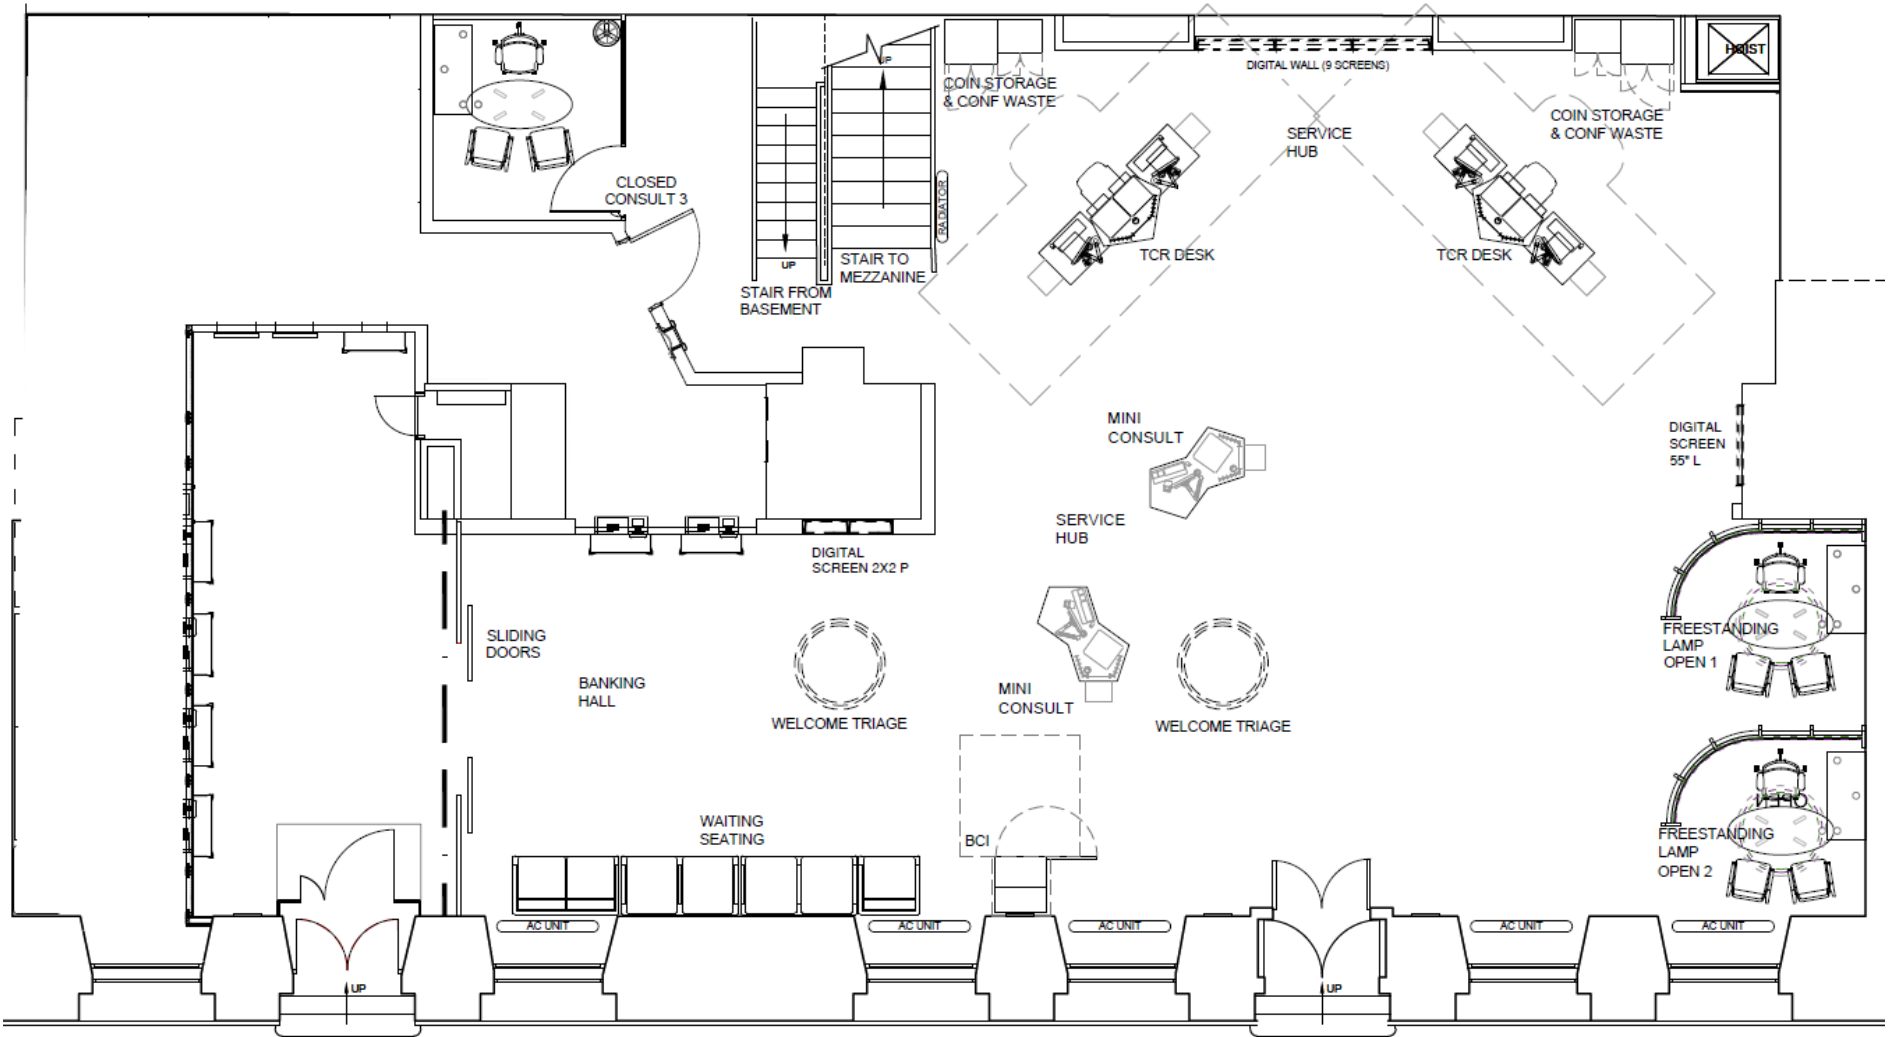 HOIST
UP
DIGITAL WALL (9 SCREENS)
COIN STORAGE
& CONF WASTE
COIN STORAGE
& CONF WASTE
SERVICE
HUB
CLOSED
CONSULT 3
RADIATOR
TCR DESK
TCR DESK
STAIR TO
MEZZANINE
UP
STAIR FROM
BASEMENT
MINI
CONSULT
DIGITAL
SCREEN
55" L
SERVICE
HUB
DIGITAL
SCREEN 2X2 P
SLIDING
DOORS
FREESTANDING
LAMP
OPEN 1
BANKING
HALL
MINI
CONSULT
WELCOME TRIAGE
WELCOME TRIAGE
OPEN
WAITING
SEATING
BCI
FREESTANDING
LAMP
OPEN 2
AC UNIT
AC UNIT
AC UNIT
AC UNIT
AC UNIT
UP
UP